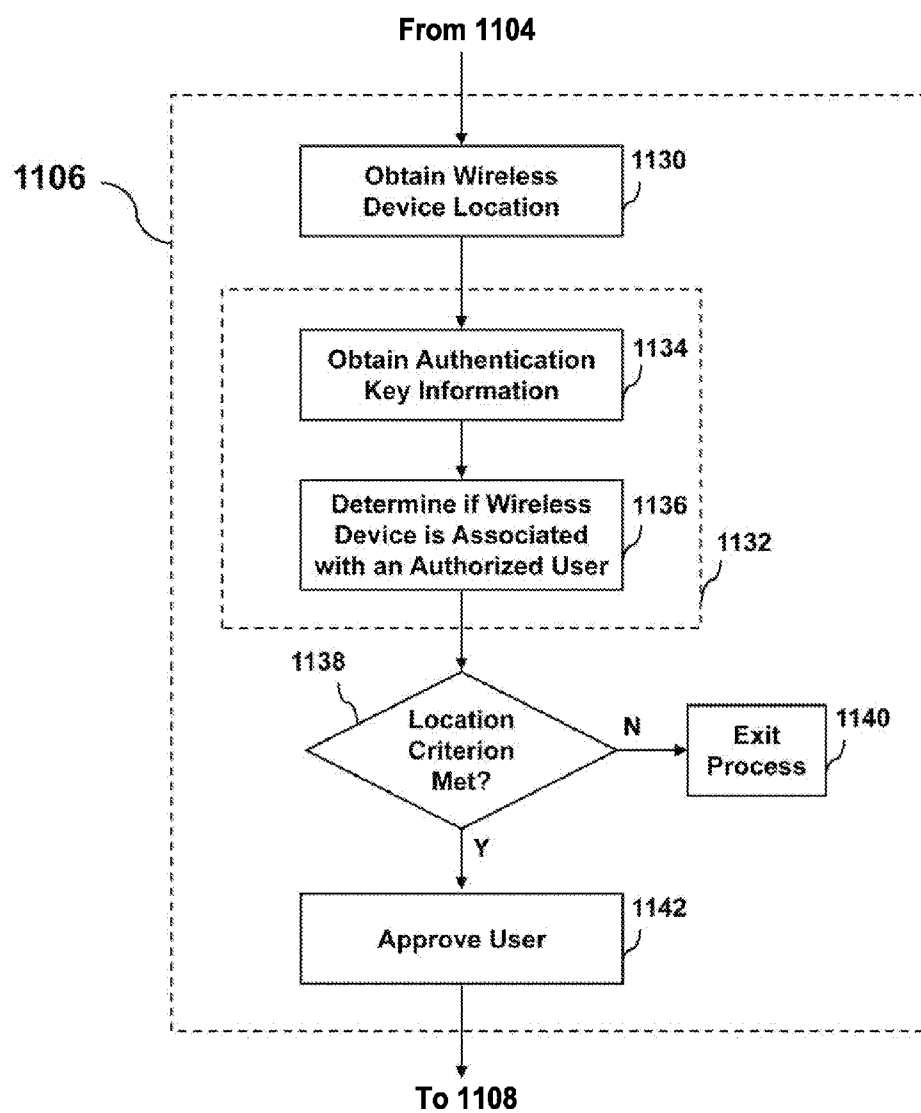 From 1104
1106
1130
Obtain Wireless
Device Location
1134
Obtain Authentication
Key Information
1136
Determine if Wireless
Device is Associated
with an Authorized User
1132
1138
Location
Criterion
Met?
N
Exit
Process
1140
Y
1142
Approve User
To 1108